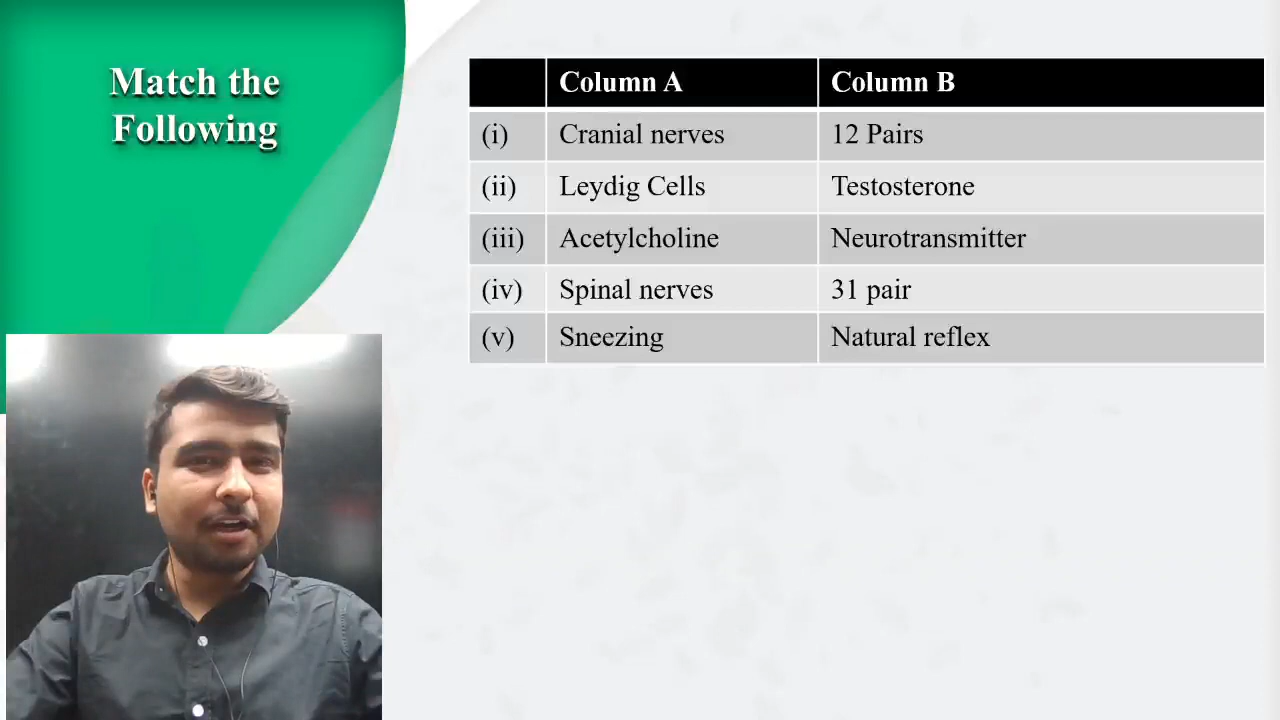 Match the
Following
Column A Column B
(i) Cranial nerves 12 Pairs
(ii) Leydig Cells Testosterone
(iii) Acetylcholine Neurotransmitter
(iv) Spinal nerves 31 pair
(v) Sneezing Natural reflex